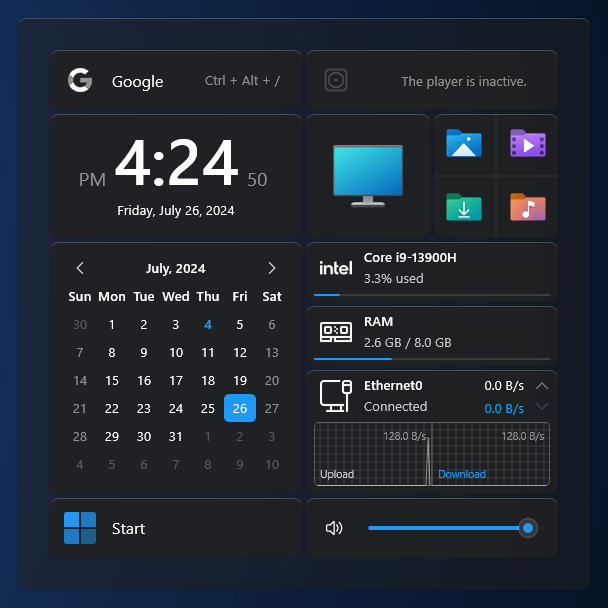 Google Ctrl + Alt + /
The player is inactive.
PM 4:24 50
Friday, July 26, 2024
July, 2024
Sun Mon Tue Wed Thu Fri Sat
30 1 2 3 4 5 6
7 8 9 10 11 12 13
14 15 16 17 18 19 20
21 22 23 24 25 26 27
28 29 30 31 1 2 3
4 5 6 7 8 9 10
intel Core i9-13900H
3.3% used
RAM
2.6 GB / 8.0 GB
Ethernet0 0.0 B/s
Connected 0.0 B/s
128.0 B/s 128.0 B/s
Upload Download
Start